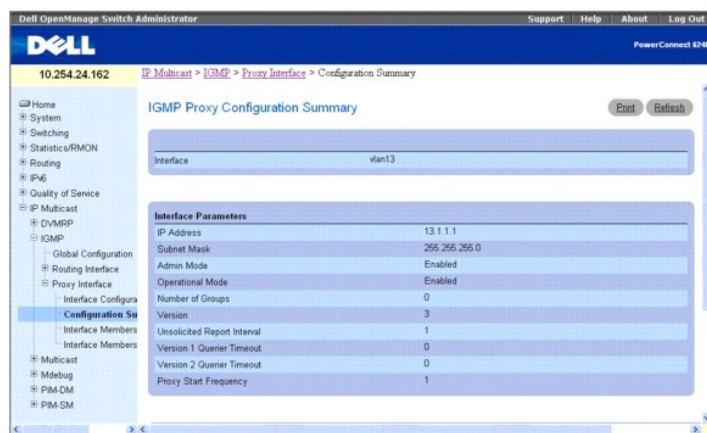 Dell OpenManage Switch Administrator
Support Help About Log Out
DELL
PowerConnect 6248
10.254.24.162
IP Multicast > IGMP > Proxy Interface > Configuration Summary
Home
System
Switching
Statistics/RMON
Routing
IPv6
Quality of Service
IP Multicast
DVMRP
IGMP
Global Configuration
Routing Interface
Proxy Interface
Interface Configura
Configuration Su
Interface Members
Interface Members
Multicast
Mdebug
PIM-DM
PIM-SM
IGMP Proxy Configuration Summary
Print Refresh
Interface vlan13
Interface Parameters
IP Address 13.1.1.1
Subnet Mask 255.255.255.0
Admin Mode Enabled
Operational Mode Enabled
Number of Groups 0
Version 3
Unsolicited Report Interval 1
Version 1 Querier Timeout 0
Version 2 Querier Timeout 0
Proxy Start Frequency 1